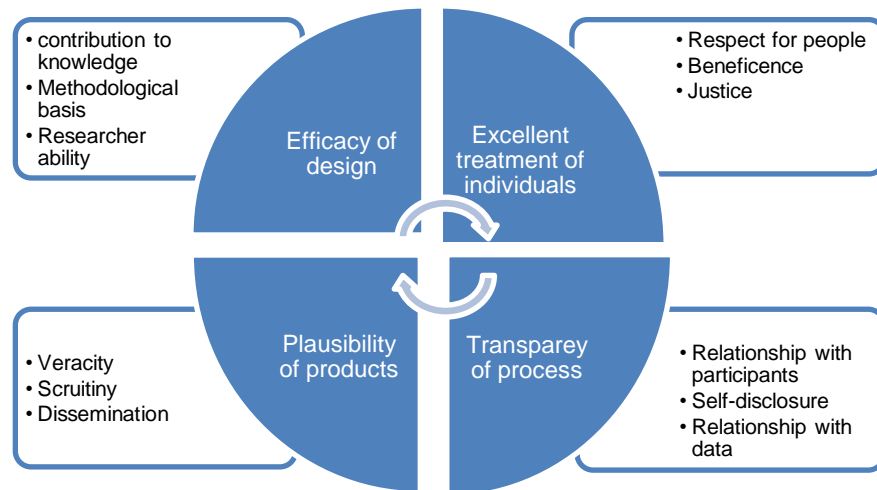 • contribution to
knowledge
• Methodological
basis
• Researcher
ability
Efficacy of
design
Excellent
treatment of
individuals
• Respect for people
• Beneficence
• Justice
• Veracity
• Scrutiny
• Dissemination
Plausibility
of products
Transparey
of process
• Relationship with
participants
• Self-disclosure
• Relationship with
data